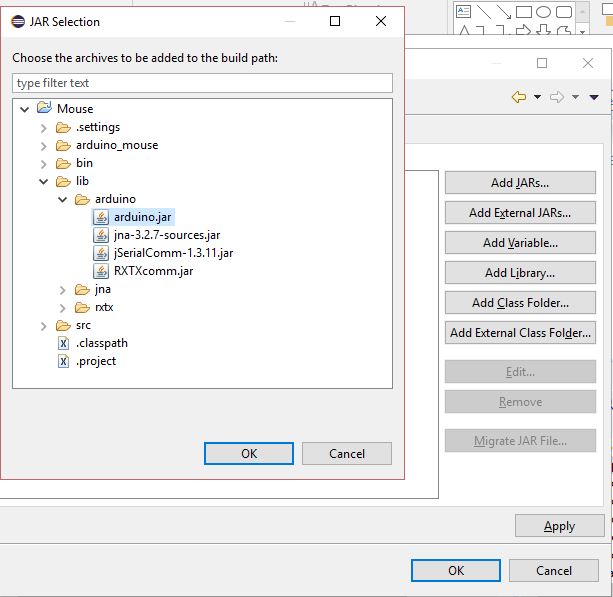 JAR Selection
Choose the archives to be added to the build path:
type filter text
Mouse
.settings
arduino_mouse
bin
lib
arduino
arduino.jar
jna-3.2.7-sources.jar
jSerialComm-1.3.11.jar
RXTXcomm.jar
jna
rxtx
src
.classpath
.project
OK
Cancel
Add JARs...
Add External JARs...
Add Variable...
Add Library...
Add Class Folder...
Add External Class Folder...
Edit...
Remove
Migrate JAR File...
Apply
OK
Cancel